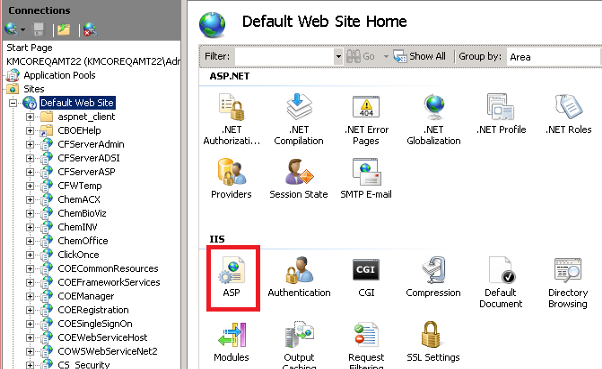 Connections
Start Page
KMCOREQAMT22 (KMCOREQAMT22\Adr
Application Pools
Sites
Default Web Site
aspnet_client
CBOEHelp
CFServerAdmin
CFServerADSI
CFServerASP
CFWTemp
ChemACX
ChemBioViz
ChemINV
ChemOffice
ClickOnce
COECommonResources
COEFrameworkServices
COEManager
COERegistration
COESingleSignOn
COEWebServiceHost
COWSWebServiceNet2
CS_Security
Default Web Site Home
Filter: Go Show All Group by: Area
ASP.NET
.NET Authorizati... .NET Compilation .NET Error Pages .NET Globalization .NET Profile .NET Roles
404
Providers Session State SMTP E-mail
IIS
CGI
ASP Authentication CGI Compression Default Document Directory Browsing
Modules Output Caching Request Filtering SSL Settings